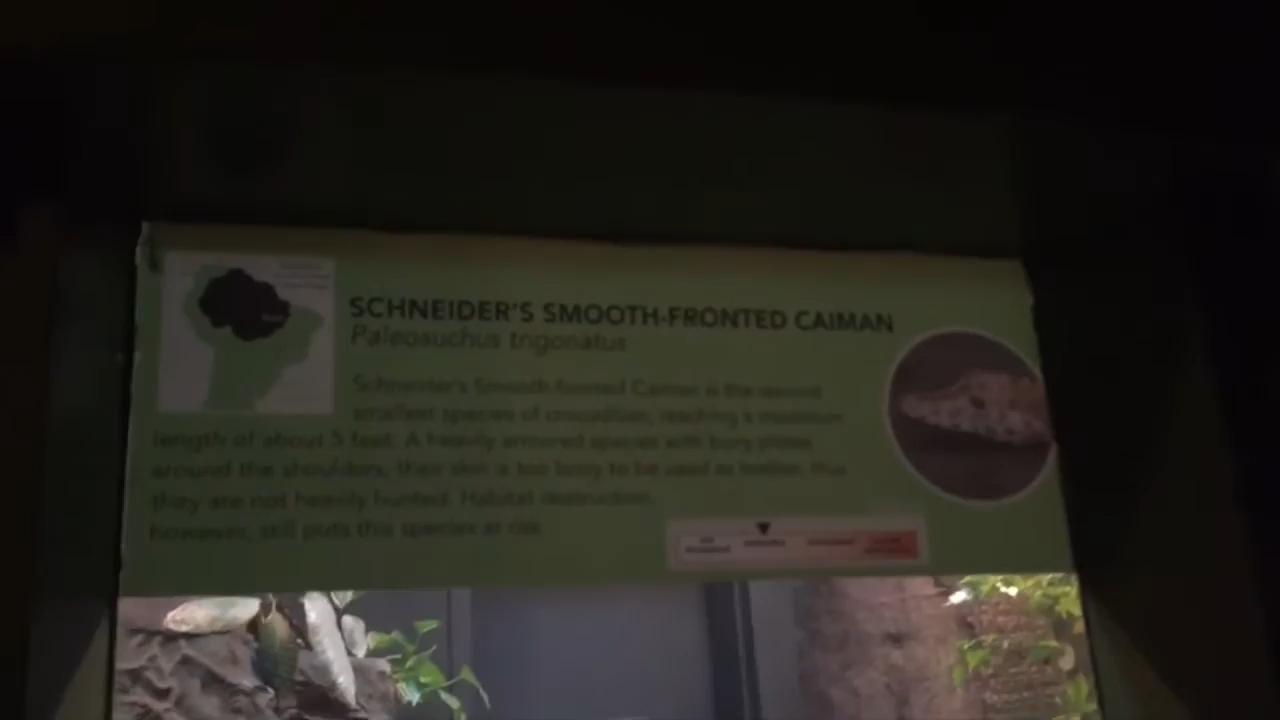 SCHNEIDER'S SMOOTH-FRONTED CAIMAN
Paleosuchus trigonatus
Schneider's Smooth-fronted Caiman is the second
smallest species of crocodilian, reaching a maximum
length of about 5 feet. A heavily armored species with bony plates
around the shoulders, their skin is too bony to be used as leather, thus
they are not heavily hunted. Habitat destruction,
however, still puts this species at risk.